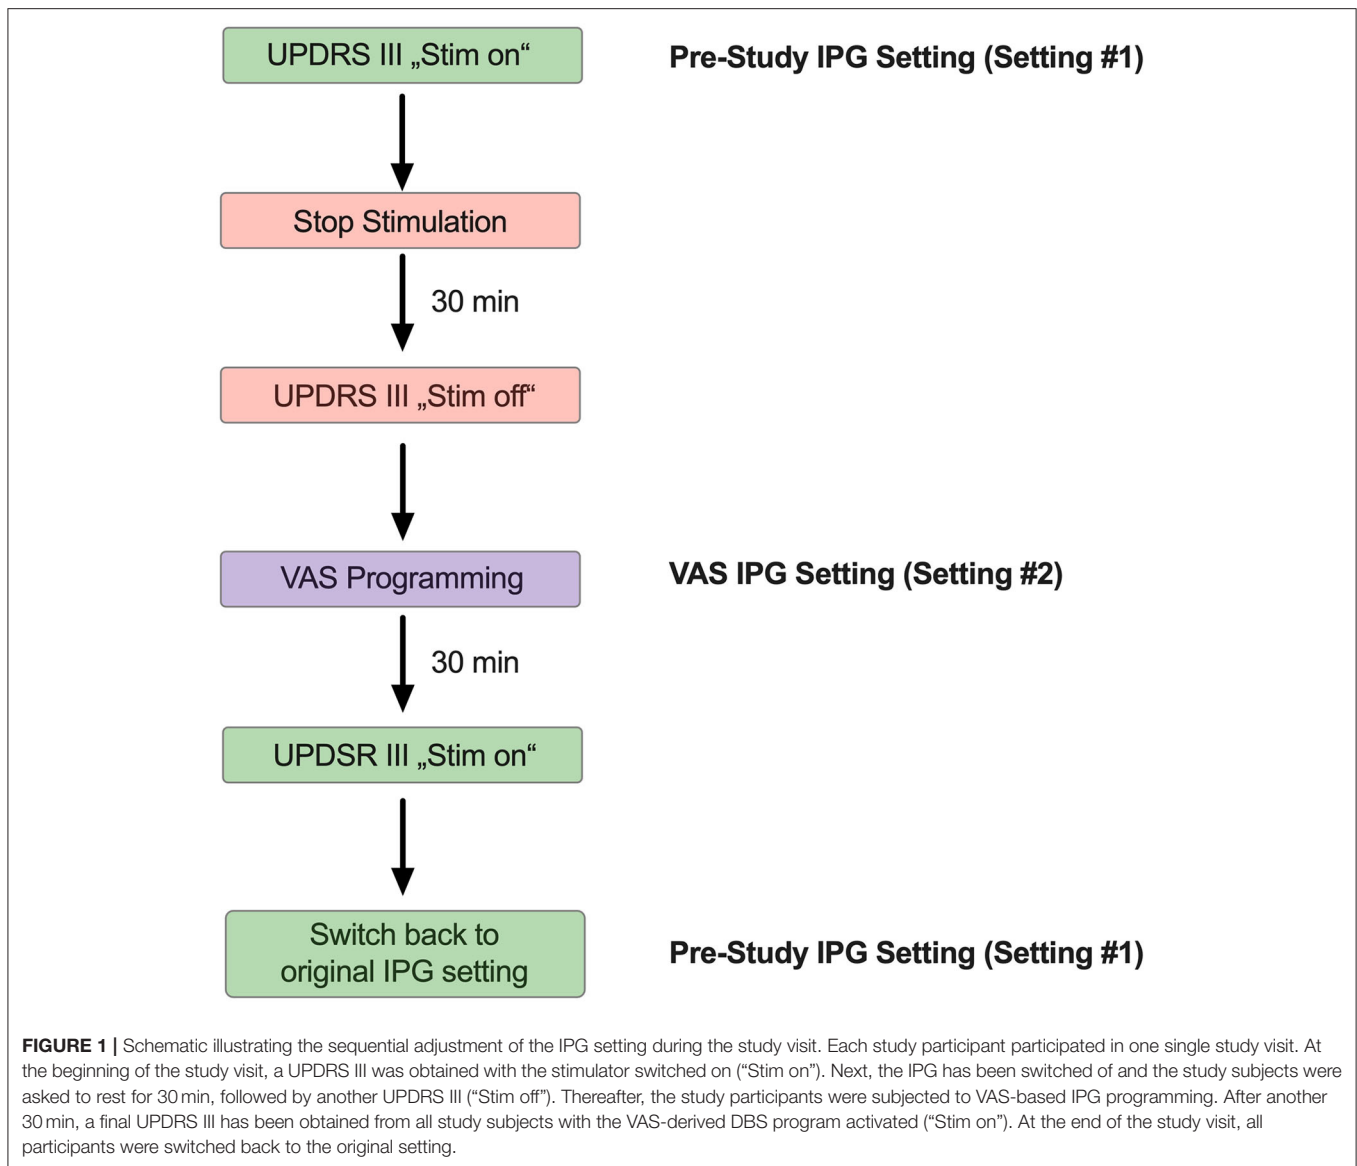 UPDRS III „Stim on“
Pre-Study IPG Setting (Setting #1)
Stop Stimulation
30 min
UPDRS III „Stim off“
VAS Programming
VAS IPG Setting (Setting #2)
30 min
UPDSR III „Stim on“
Switch back to
original IPG setting
Pre-Study IPG Setting (Setting #1)
FIGURE 1 | Schematic illustrating the sequential adjustment of the IPG setting during the study visit. Each study participant participated in one single study visit. At
the beginning of the study visit, a UPDRS III was obtained with the stimulator switched on (“Stim on”). Next, the IPG has been switched of and the study subjects were
asked to rest for 30 min, followed by another UPDRS III (“Stim off”). Thereafter, the study participants were subjected to VAS-based IPG programming. After another
30 min, a final UPDRS III has been obtained from all study subjects with the VAS-derived DBS program activated (“Stim on”). At the end of the study visit, all
participants were switched back to the original setting.